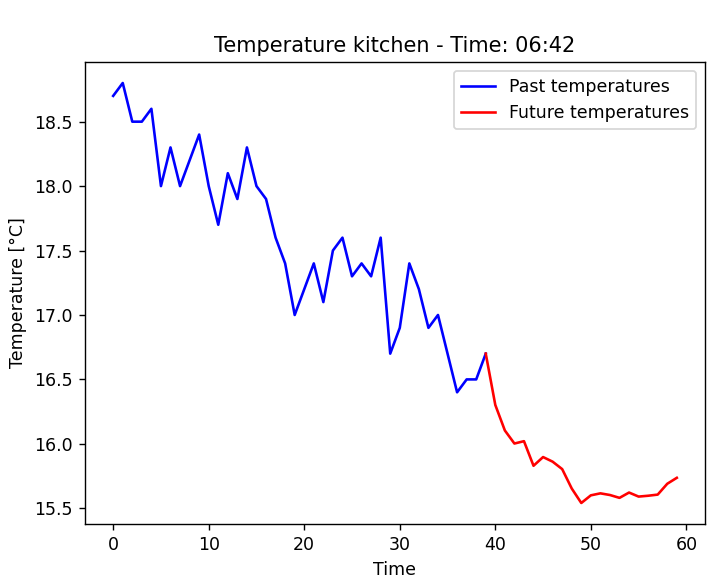 Temperature kitchen - Time: 06:42
Past temperatures
Future temperatures
Temperature [°C]
18.5
18.0
17.5
17.0
16.5
16.0
15.5
0 10 20 30 40 50 60
Time